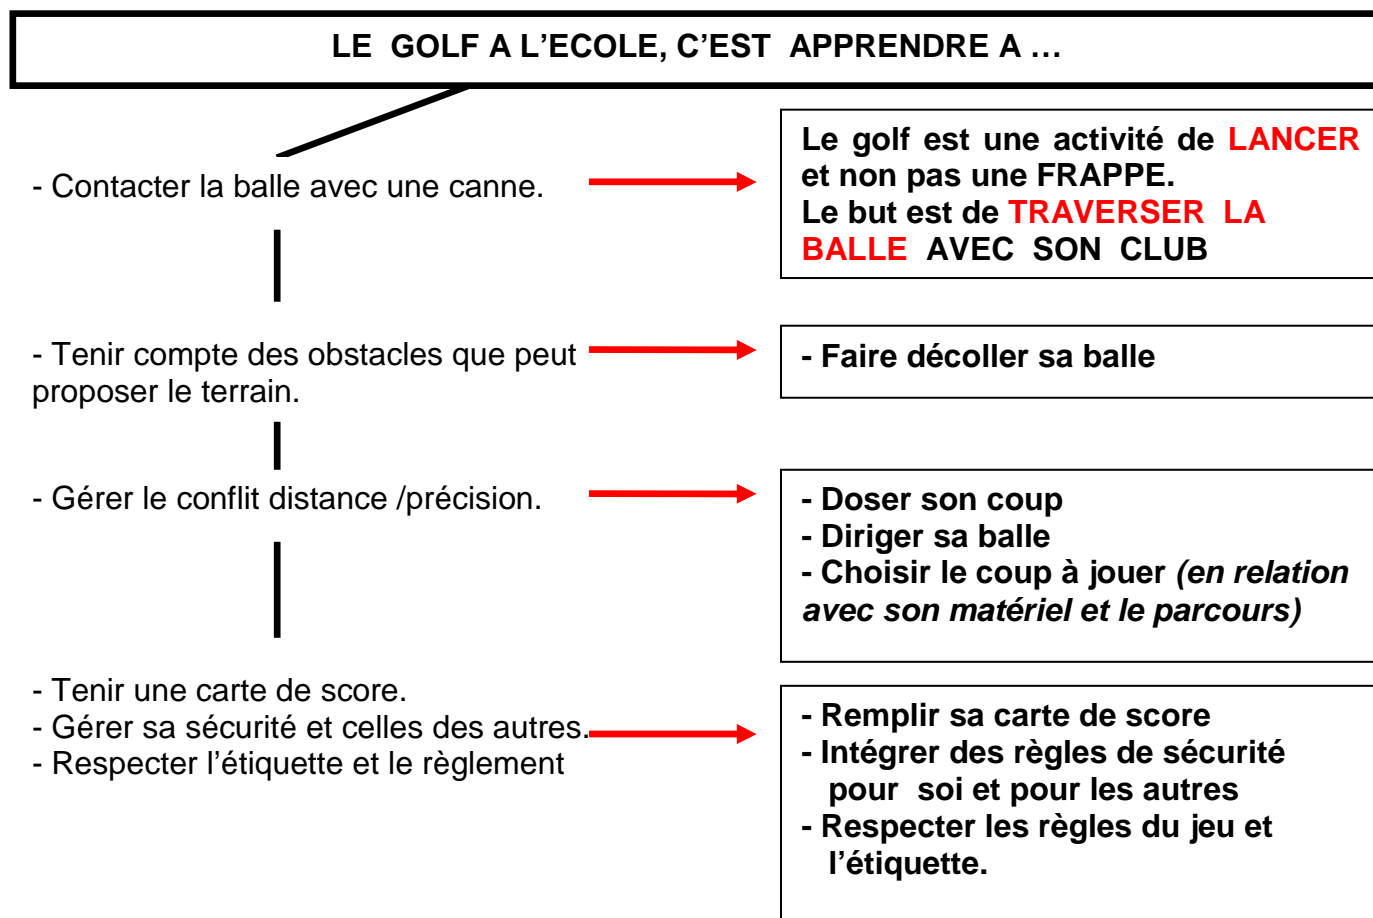 LE GOLF A L’ECOLE, C’EST APPRENDRE A …
- Contacter la balle avec une canne.
Le golf est une activité de LANCER
et non pas une FRAPPE.
Le but est de TRAVERSER LA
BALLE AVEC SON CLUB
- Tenir compte des obstacles que peut
proposer le terrain.
- Faire décoller sa balle
- Gérer le conflit distance /précision.
- Doser son coup
- Diriger sa balle
- Choisir le coup à jouer (en relation
avec son matériel et le parcours)
- Tenir une carte de score.
- Gérer sa sécurité et celles des autres.
- Respecter l’étiquette et le règlement
- Remplir sa carte de score
- Intégrer des règles de sécurité
pour soi et pour les autres
- Respecter les règles du jeu et
l’étiquette.